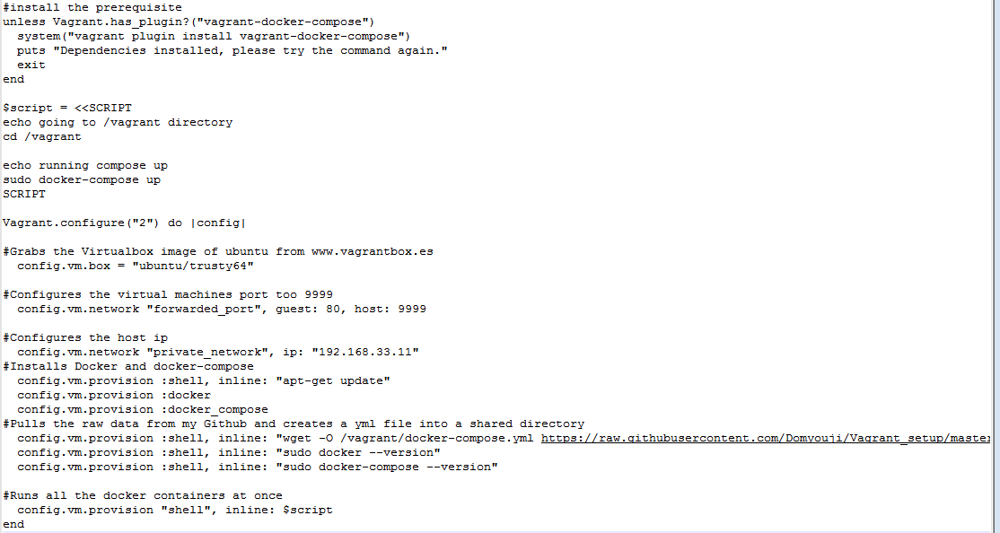 #install the prerequisite
unless Vagrant.has_plugin?("vagrant-docker-compose")
  system("vagrant plugin install vagrant-docker-compose")
  puts "Dependencies installed, please try the command again."
  exit
end

$script = <<SCRIPT
echo going to /vagrant directory
cd /vagrant

echo running compose up
sudo docker-compose up
SCRIPT

Vagrant.configure("2") do |config|

#Grabs the Virtualbox image of ubuntu from www.vagrantbox.es
  config.vm.box = "ubuntu/trusty64"

#Configures the virtual machines port too 9999
  config.vm.network "forwarded_port", guest: 80, host: 9999

#Configures the host ip
  config.vm.network "private_network", ip: "192.168.33.11"
#Installs Docker and docker-compose
  config.vm.provision :shell, inline: "apt-get update"
  config.vm.provision :docker
  config.vm.provision :docker_compose
#Pulls the raw data from my Github and creates a yml file into a shared directory
  config.vm.provision :shell, inline: "wget -O /vagrant/docker-compose.yml https://raw.githubusercontent.com/Domyouji/Vagrant_setup/master
  config.vm.provision :shell, inline: "sudo docker --version"
  config.vm.provision :shell, inline: "sudo docker-compose --version"

#Runs all the docker containers at once
  config.vm.provision "shell", inline: $script
end